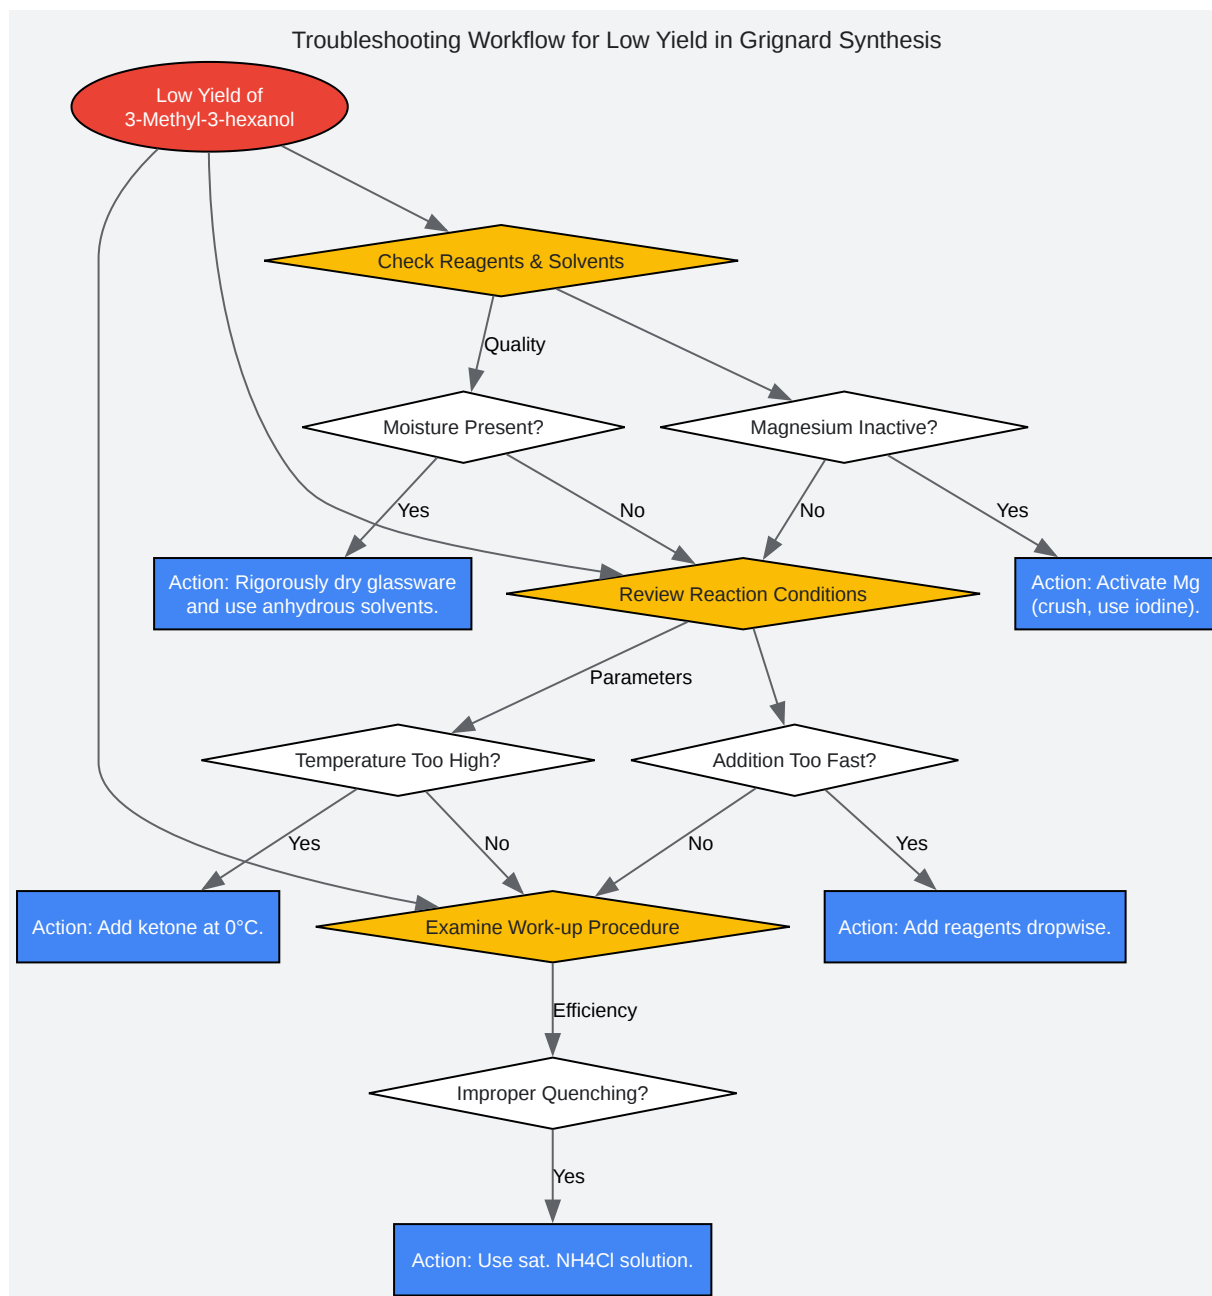 Troubleshooting Workflow for Low Yield in Grignard Synthesis
Low Yield of
3-Methyl-3-hexanol
Check Reagents & Solvents
Quality
Moisture Present?
Magnesium Inactive?
Yes
No
No
Yes
Action: Rigorously dry glassware
and use anhydrous solvents.
Review Reaction Conditions
Action: Activate Mg
(crush, use iodine).
Parameters
Temperature Too High?
Addition Too Fast?
Yes
No
No
Yes
Action: Add ketone at 0°C.
Examine Work-up Procedure
Action: Add reagents dropwise.
Efficiency
Improper Quenching?
Yes
Action: Use sat. NH4Cl solution.